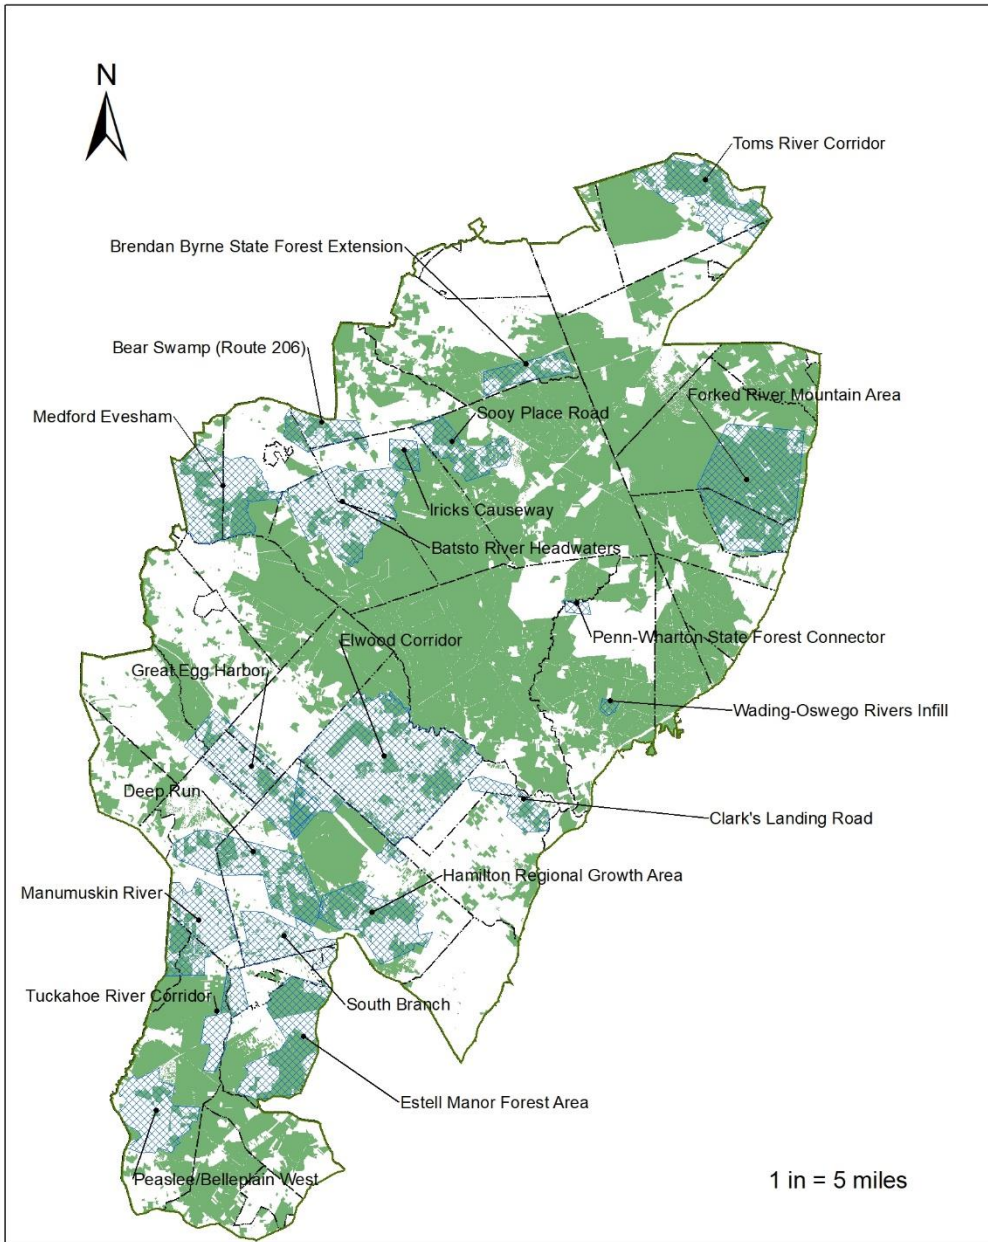 N
Toms River Corridor
Brendan Byrne State Forest Extension
Bear Swamp (Route 206)
Medford Evesham
Sooy Place Road
Forked River Mountain Area
Iricks Causeway
Batsto River Headwaters
Elwood Corridor
Penn-Wharton State Forest Connector
Great Egg Harbor
Wading-Oswego Rivers Infill
Deep Run
Clark's Landing Road
Manumuskin River
Hamilton Regional Growth Area
Tuckahoe River Corridor
South Branch
Estell Manor Forest Area
Peaslee/Belleplain West
1 in = 5 miles